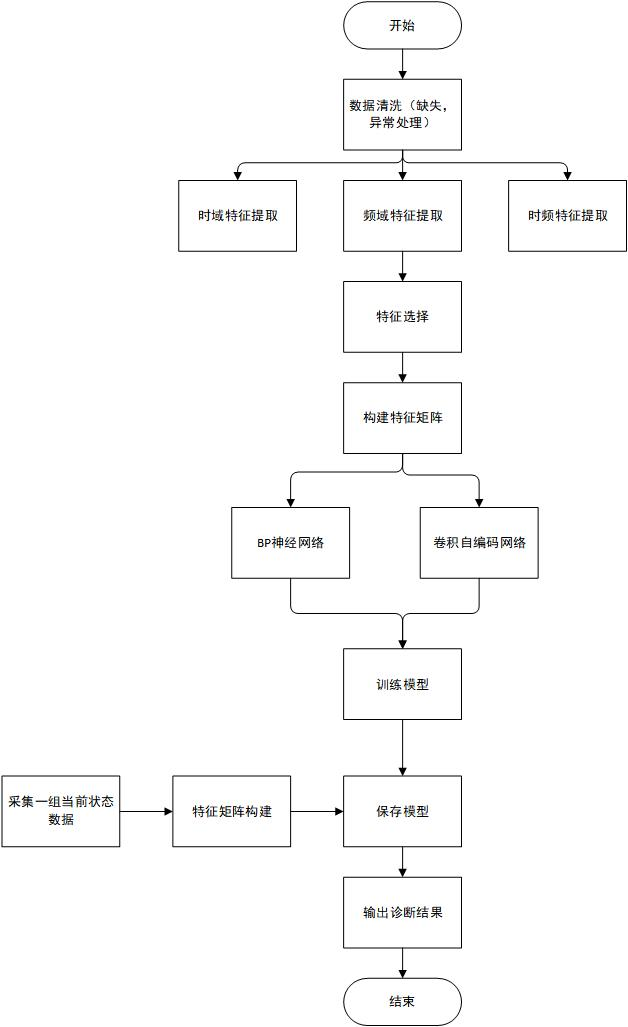 开始
数据清洗（缺失，
异常处理）
时域特征提取
频域特征提取
时频特征提取
特征选择
构建特征矩阵
BP神经网络
卷积自编码网络
训练模型
采集一组当前状态
数据
特征矩阵构建
保存模型
输出诊断结果
结束